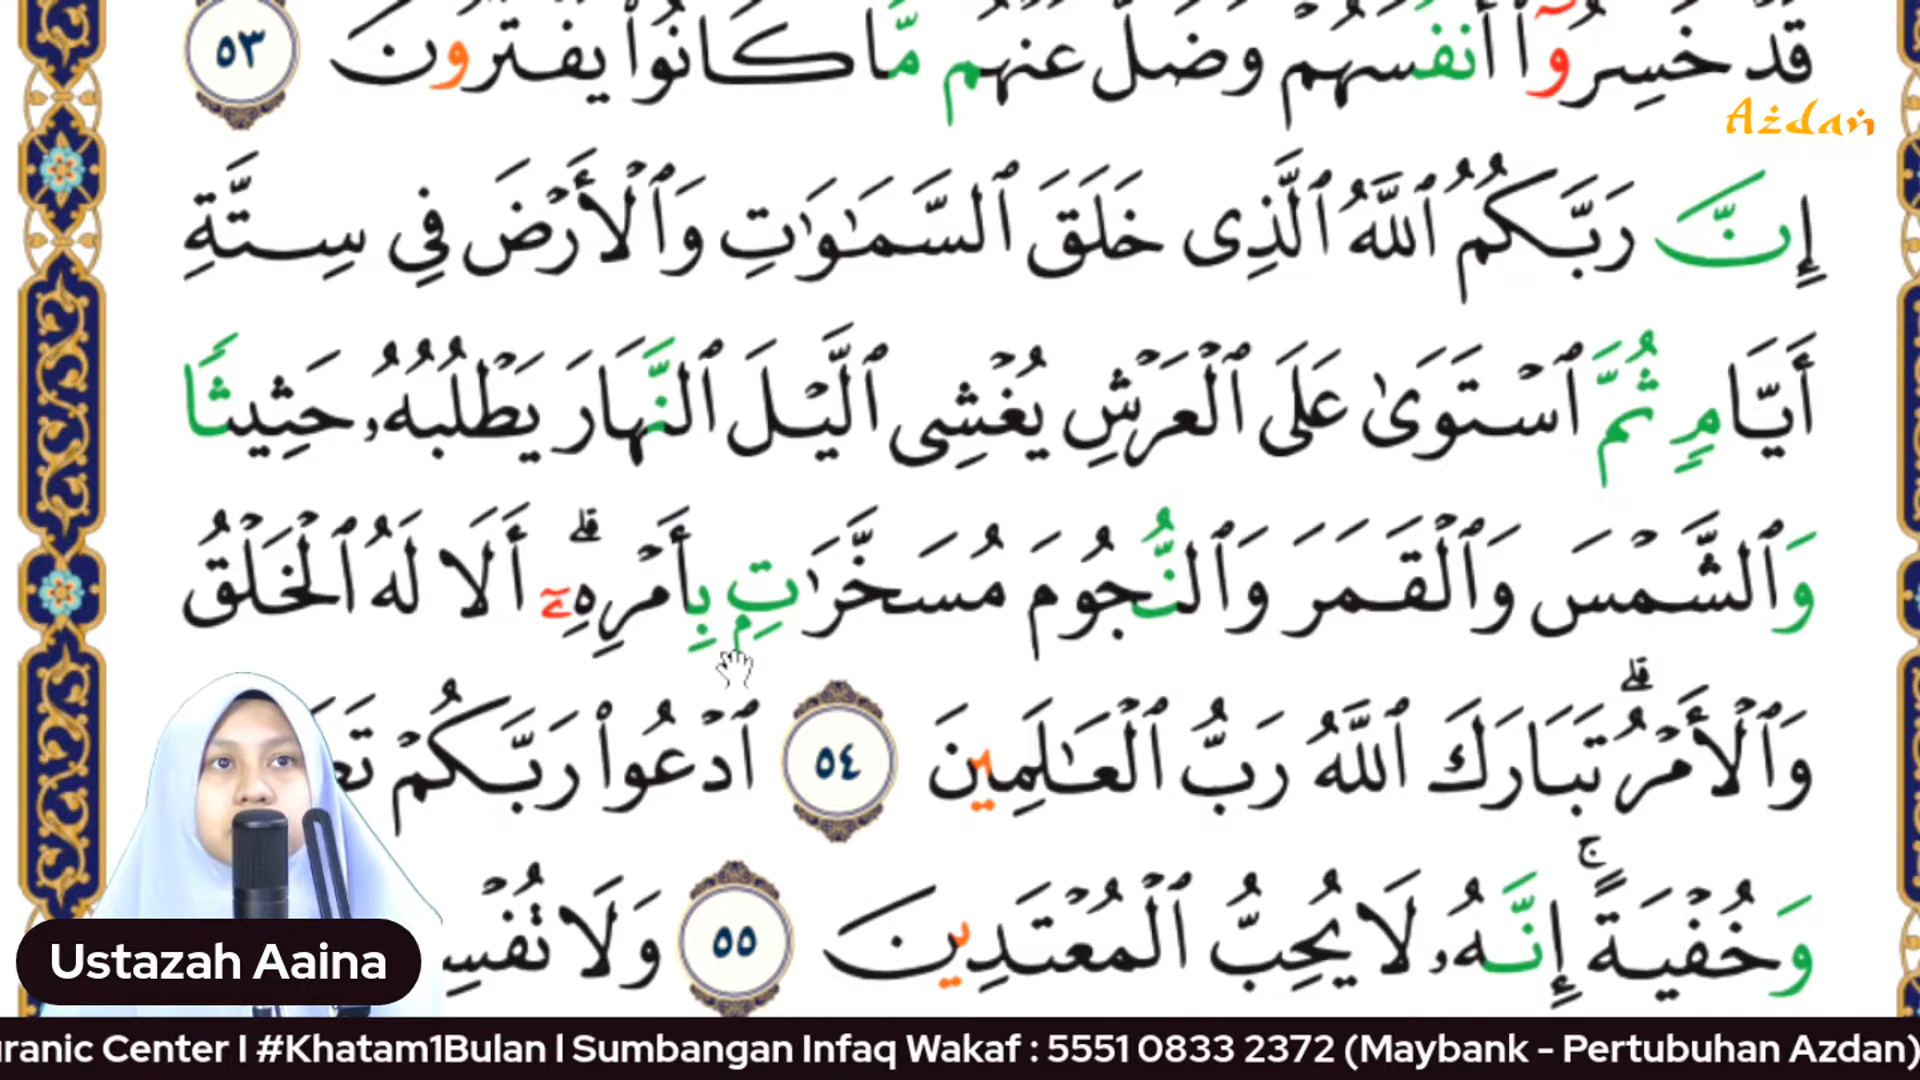 قَدْ خَسِرُوٓا۟ أَنفُسَهُمْ وَضَلَّ عَنْهُم مَّا كَانُوا۟ يَفْتَرُونَ ٥٣
Azdan
إِنَّ رَبَّكُمُ ٱللَّهُ ٱلَّذِى خَلَقَ ٱلسَّمَـٰوَٰتِ وَٱلْأَرْضَ فِى سِتَّةِ
أَيَّامٍ ثُمَّ ٱسْتَوَىٰ عَلَى ٱلْعَرْشِ يُغْشِى ٱلَّيْلَ ٱلنَّهَارَ يَطْلُبُهُۥ حَثِيثًا
وَٱلشَّمْسَ وَٱلْقَمَرَ وَٱلنُّجُومَ مُسَخَّرَٰتٍۭ بِأَمْرِهِۦٓ ۗ أَلَا لَهُ ٱلْخَلْقُ
وَٱلْأَمْرُ ۗ تَبَارَكَ ٱللَّهُ رَبُّ ٱلْعَـٰلَمِينَ ٥٤ ٱدْعُوا۟ رَبَّكُمْ
وَخُفْيَةً ۚ إِنَّهُۥ لَا يُحِبُّ ٱلْمُعْتَدِينَ ٥٥ وَلَا
Ustazah Aaina
Center | #Khatam1Bulan | Sumbangan Infaq Wakaf : 5551 0833 2372 (Maybank - Pertubuhan Azdan)